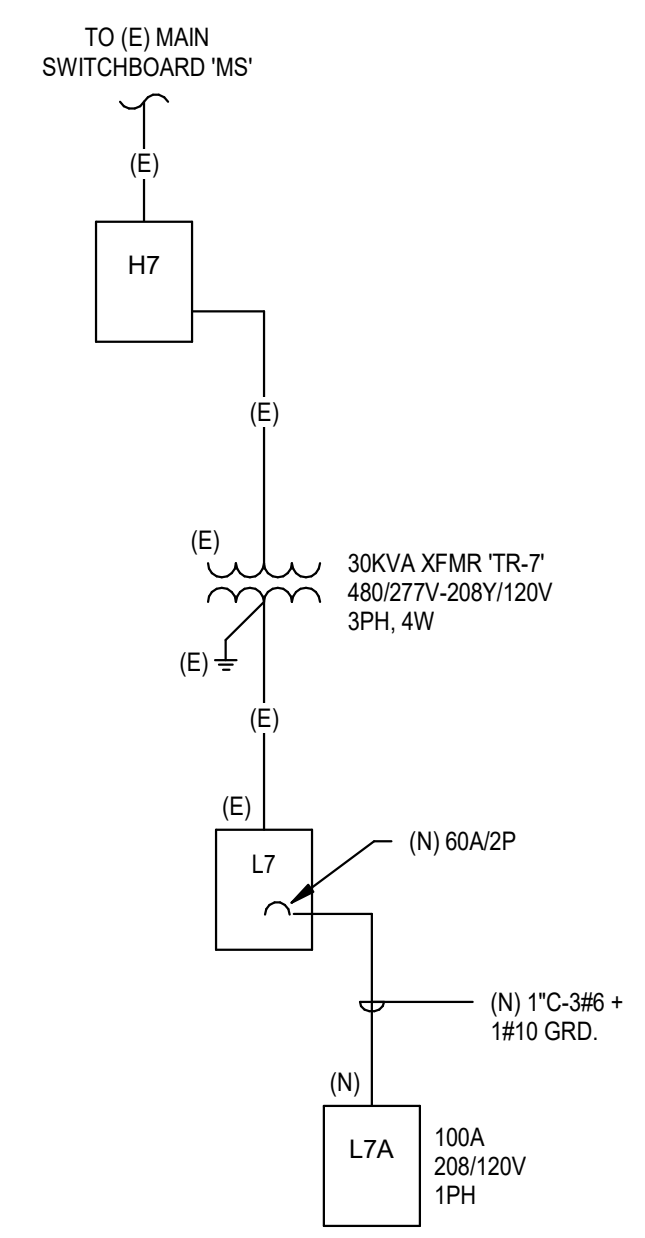 TO (E) MAIN
SWITCHBOARD 'MS'
(E)
H7
(E)
(E)
30KVA XFMR 'TR-7'
480/277V-208Y/120V
3PH, 4W
(E)
(E)
(E)
L7
(N) 60A/2P
(N) 1"C-3#6 +
1#10 GRD.
(N)
L7A
100A
208/120V
1PH